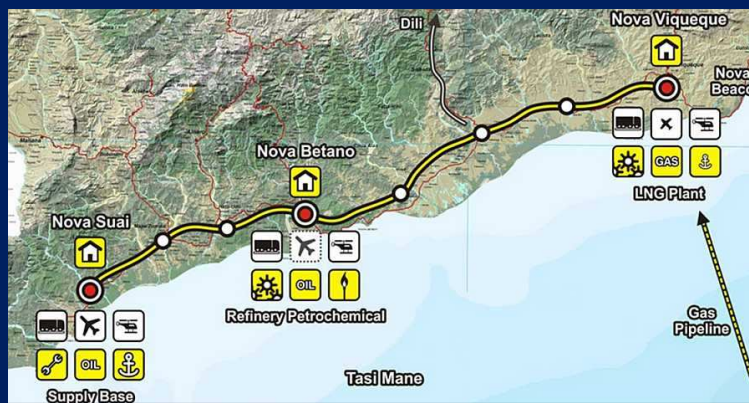 Dili
Nova Viqueque
Nova
Beaco
Nova Betano
GAS
LNG Plant
Nova Suai
OIL
Refinery Petrochemical
Gas
Pipeline
OIL
Tasi Mane
Supply Base